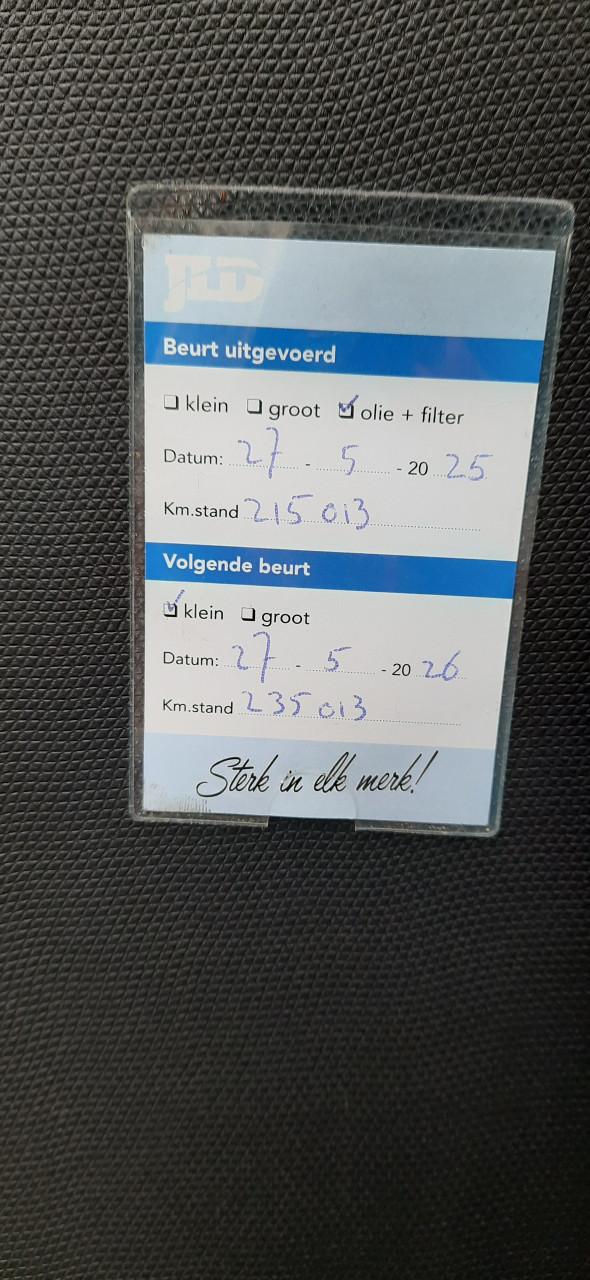 JLD
Beurt uitgevoerd
klein groot olie + filter
Datum: 27 - 5 - 20 25
Km.stand 215 013
Volgende beurt
klein groot
Datum: 27 - 5 - 20 26
Km.stand 235 013
Sterk in elk merk!